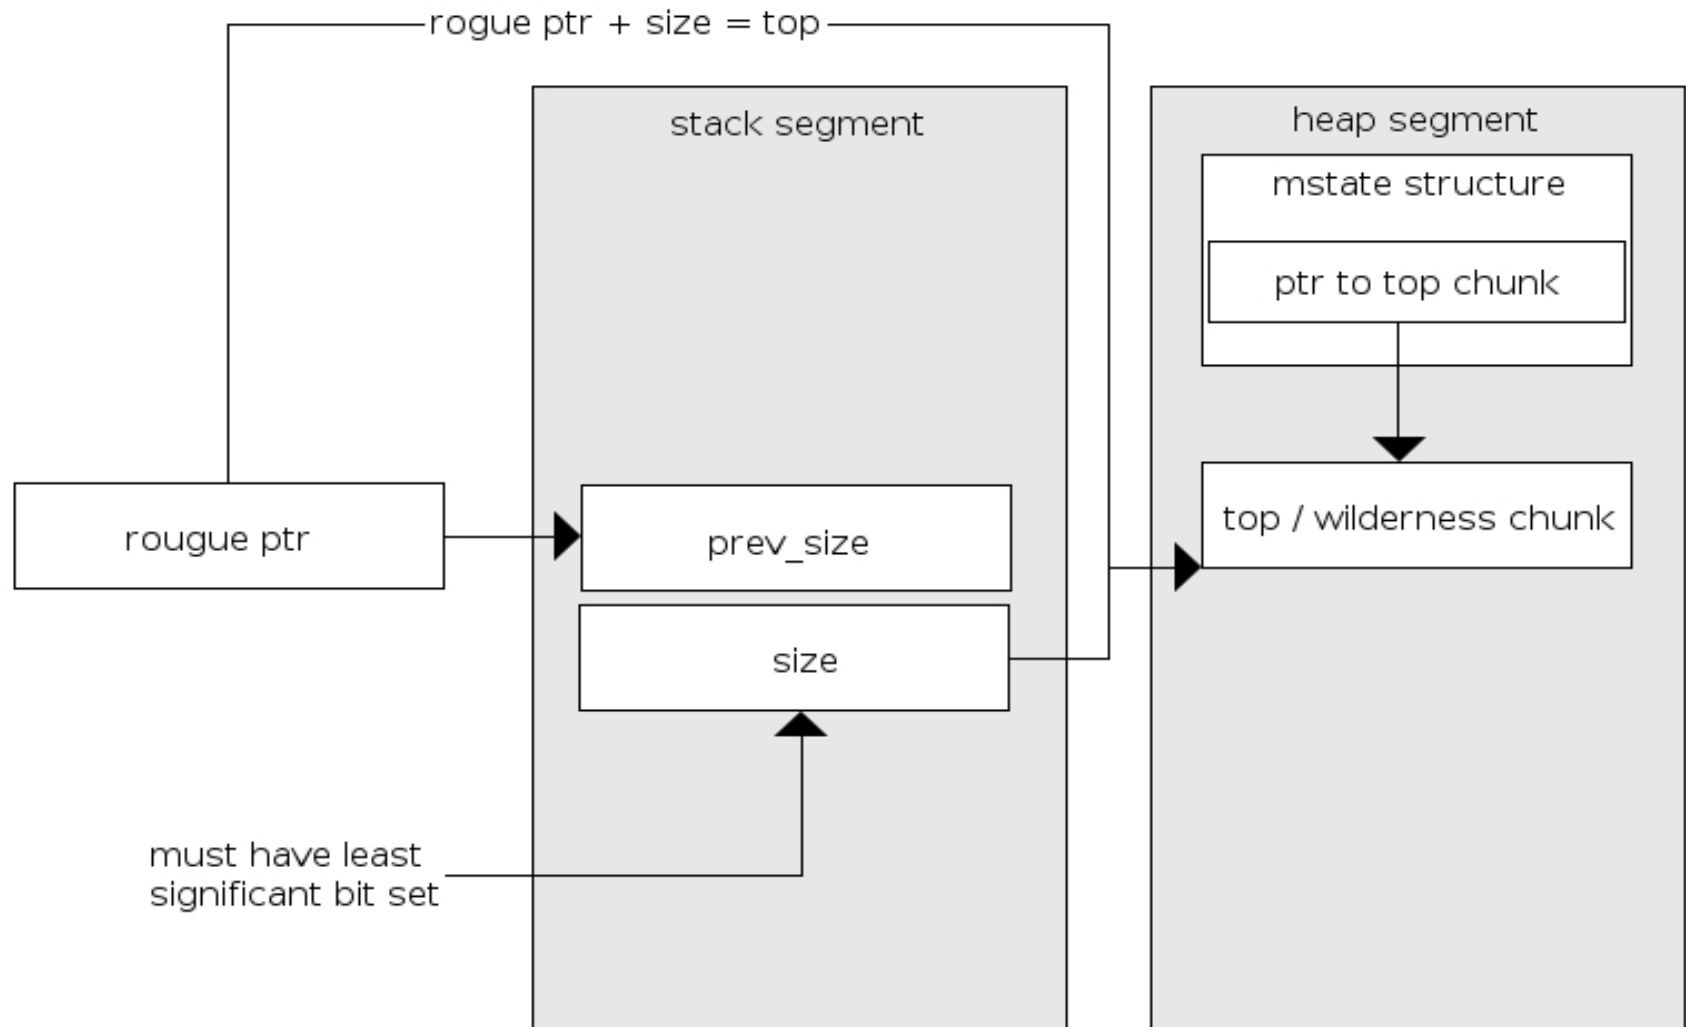 rogue ptr + size = top
stack segment
heap segment
mstate structure
ptr to top chunk
top / wilderness chunk
rougue ptr
prev_size
size
must have least
significant bit set